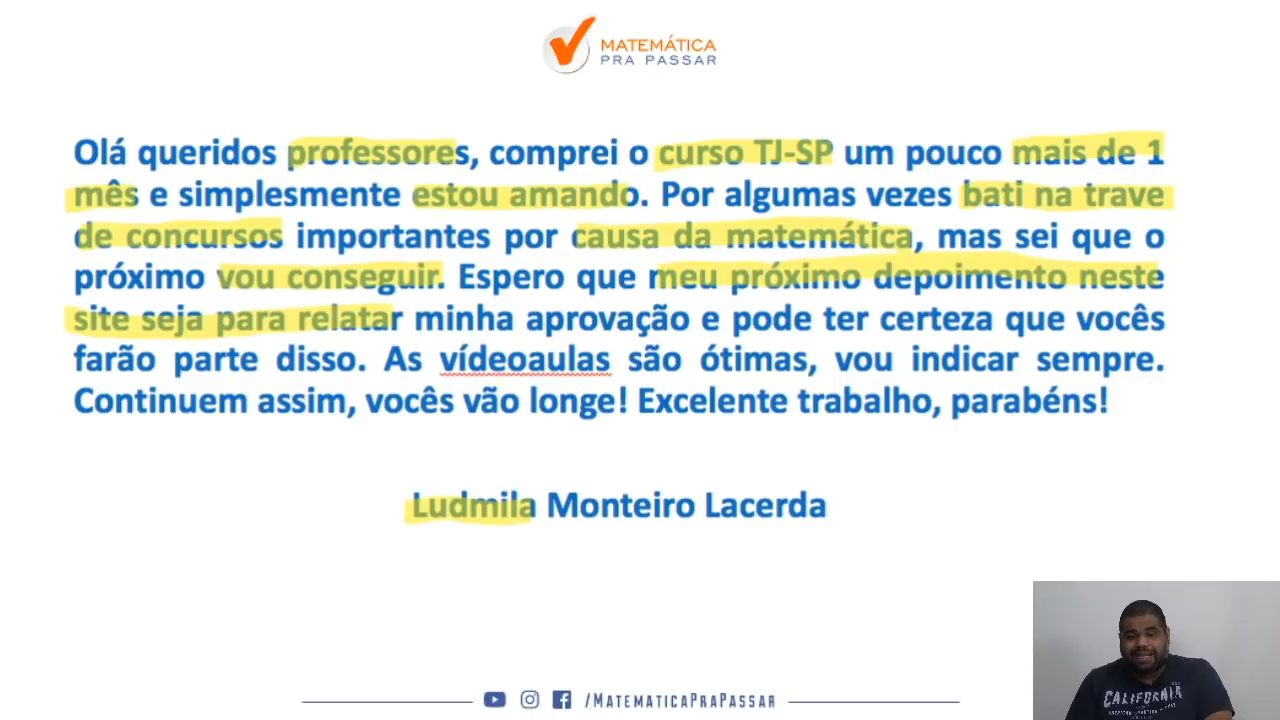 MATEMÁTICA
PRA PASSAR
Olá queridos professores, comprei o curso TJ-SP um pouco mais de 1
mês e simplesmente estou amando. Por algumas vezes bati na trave
de concursos importantes por causa da matemática, mas sei que o
próximo vou conseguir. Espero que meu próximo depoimento neste
site seja para relatar minha aprovação e pode ter certeza que vocês
farão parte disso. As vídeoaulas são ótimas, vou indicar sempre.
Continuem assim, vocês vão longe! Excelente trabalho, parabéns!
Ludmila Monteiro Lacerda
CALIFORNIA
/MATEMATICAPRAPASSAR